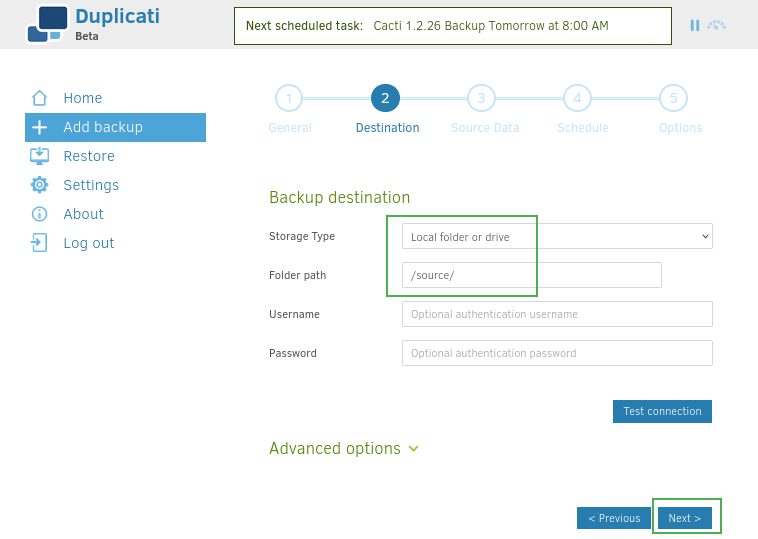 Duplicati
Beta
Next scheduled task: Cacti 1.2.26 Backup Tomorrow at 8:00 AM
Home
Add backup
Restore
Settings
About
Log out
1 2 3 4 5
General Destination Source Data Schedule Options
Backup destination
Storage Type Local folder or drive
Folder path /source/
Username Optional authentication username
Password Optional authentication password
Test connection
Advanced options
< Previous Next >